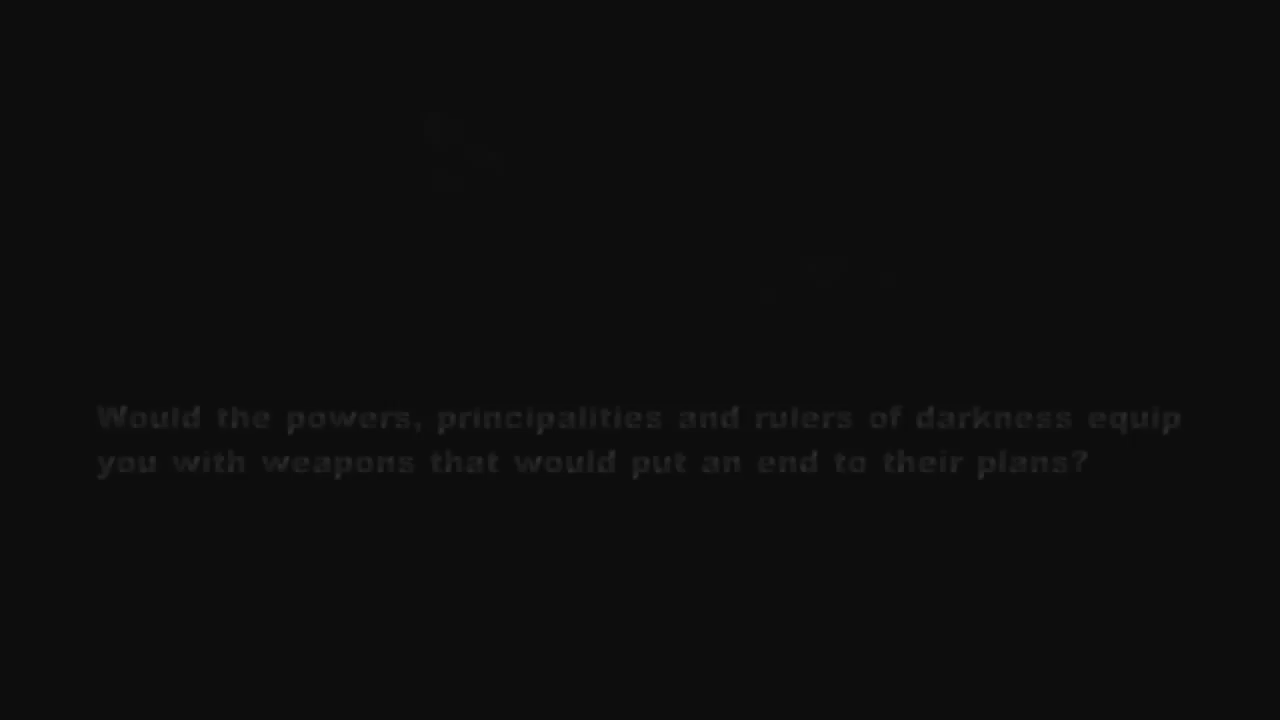 Would the powers, principalities and rulers of darkness equip
you with weapons that would put an end to their plans?